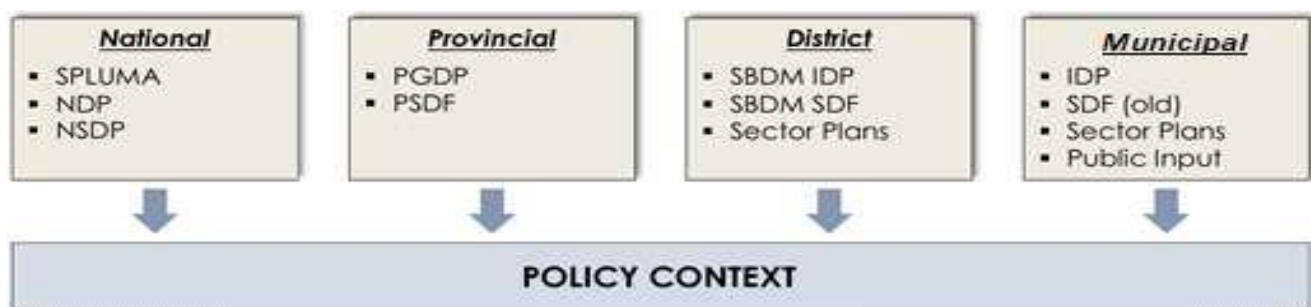 National
▪ SPLUMA
▪ NDP
▪ NSDP
Provincial
▪ PGDP
▪ PSDF
District
▪ SBDM IDP
▪ SBDM SDF
▪ Sector Plans
Municipal
▪ IDP
▪ SDF (old)
▪ Sector Plans
▪ Public Input
POLICY CONTEXT